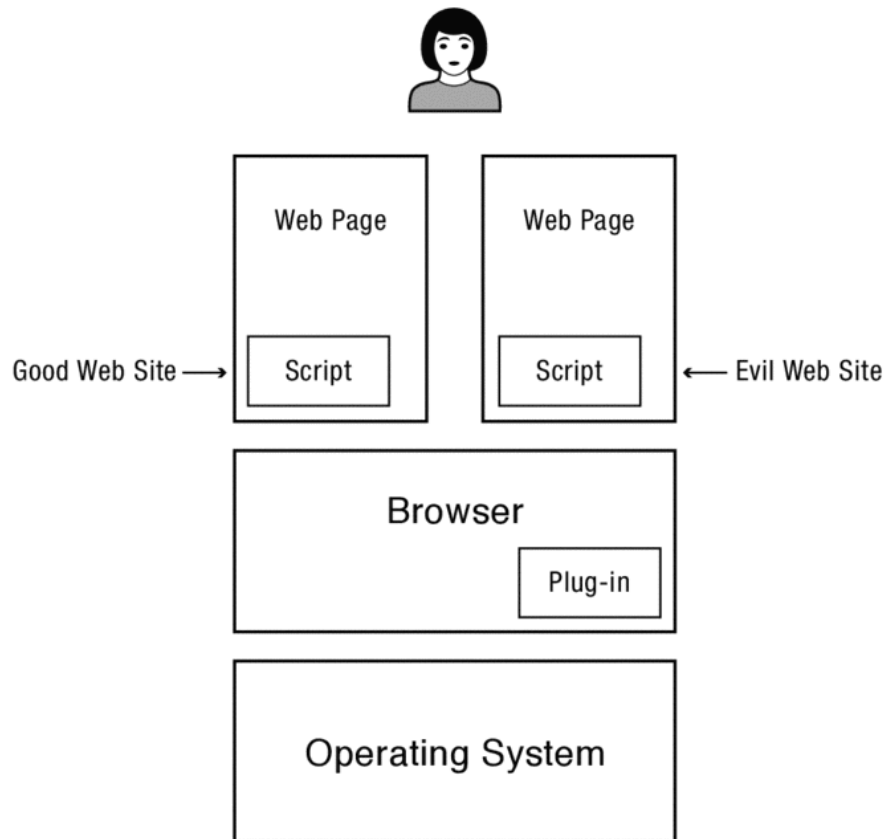 Web Page
Web Page
Good Web Site
Script
Script
Evil Web Site
Browser
Plug-in
Operating System